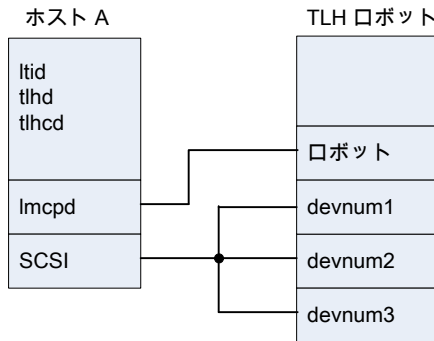 ホスト A
ltid
tlhd
tlhcd
lmcpd
SCSI
TLH ロボット
ロボット
devnum1
devnum2
devnum3